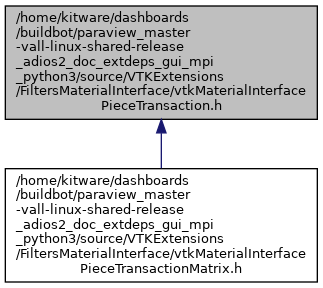 /home/kitware/dashboards
/buildbot/paraview_master
-vall-linux-shared-release
_adios2_doc_extdeps_gui_mpi
_python3/source/VTKExtensions
/FiltersMaterialInterface/vtkMaterialInterface
PieceTransaction.h
/home/kitware/dashboards
/buildbot/paraview_master
-vall-linux-shared-release
_adios2_doc_extdeps_gui_mpi
_python3/source/VTKExtensions
/FiltersMaterialInterface/vtkMaterialInterface
PieceTransactionMatrix.h